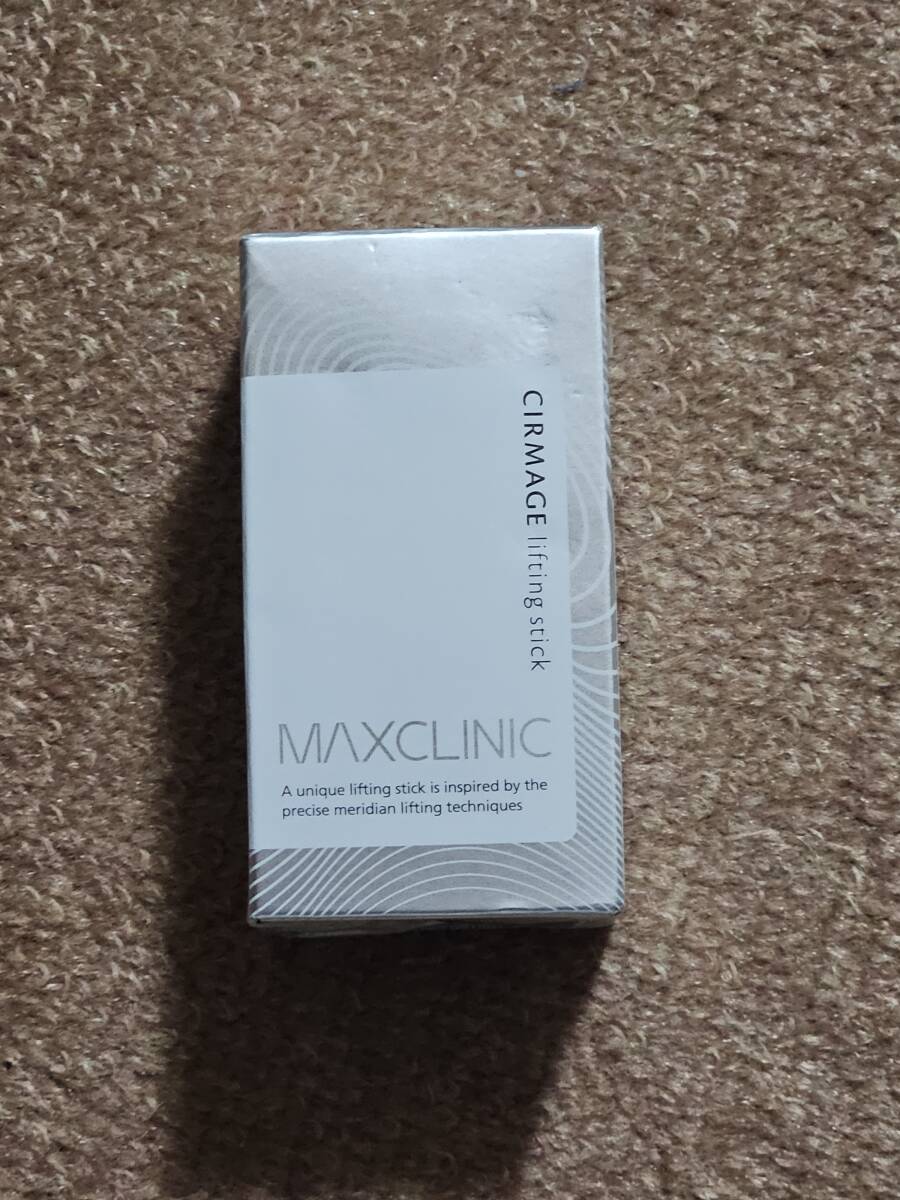 CIRMAGE lifting stick
MAXCLINIC
A unique lifting stick is inspired by the
precise meridian lifting techniques